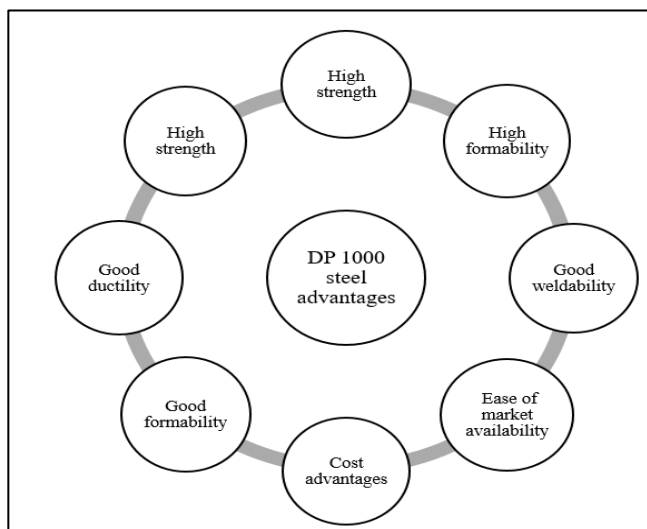 High
strength
High
formability
Good
weldability
Ease of
market
availability
Cost
advantages
Good
formability
Good
ductility
High
strength
DP 1000
steel
advantages